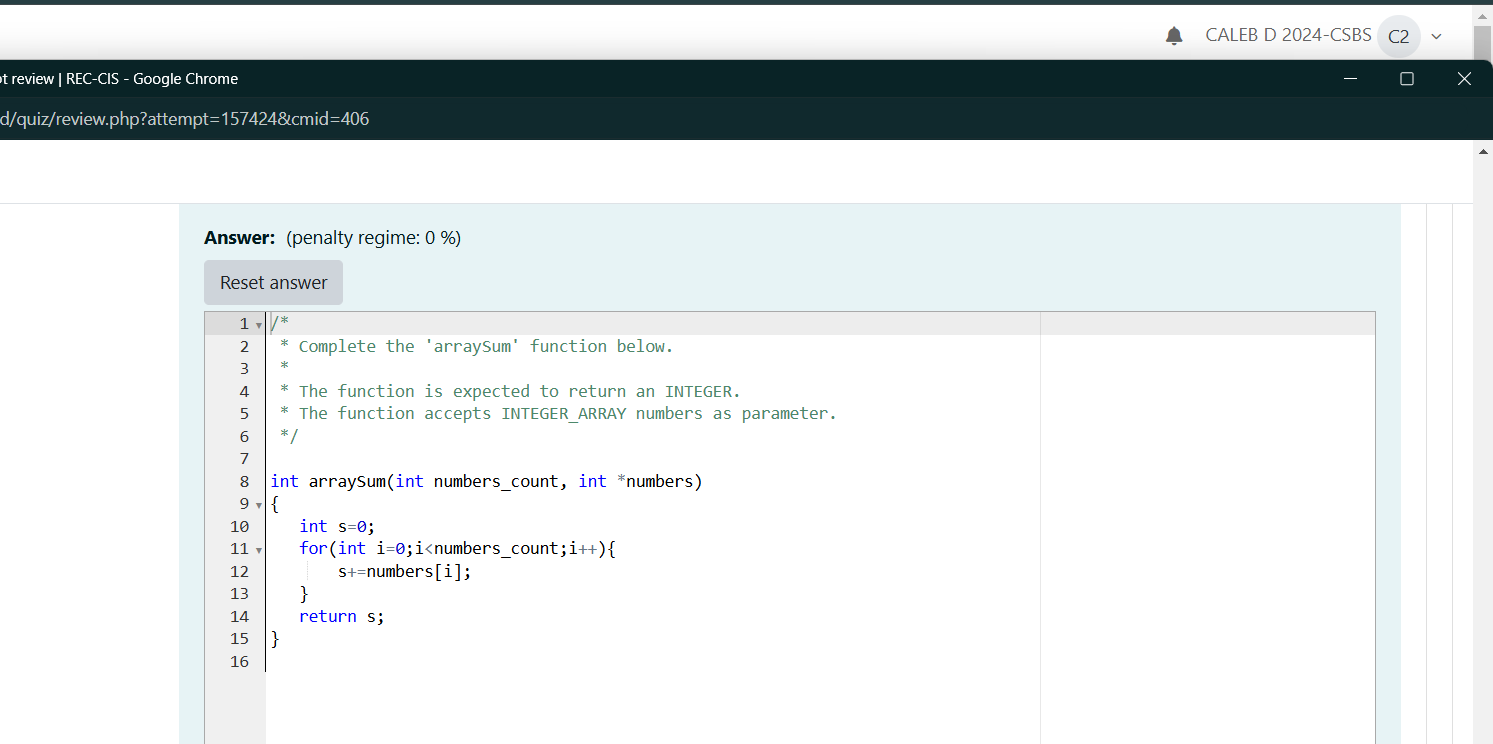 CALEB D 2024-CSBS C2
ot review | REC-CIS - Google Chrome
d/quiz/review.php?attempt=157424&cmid=406
Answer: (penalty regime: 0 %)
Reset answer
1 /*
2  * Complete the 'arraySum' function below.
3  *
4  * The function is expected to return an INTEGER.
5  * The function accepts INTEGER_ARRAY numbers as parameter.
6  */
7
8 int arraySum(int numbers_count, int *numbers)
9 {
10    int s=0;
11    for(int i=0;i<numbers_count;i++){
12        s+=numbers[i];
13    }
14    return s;
15 }
16